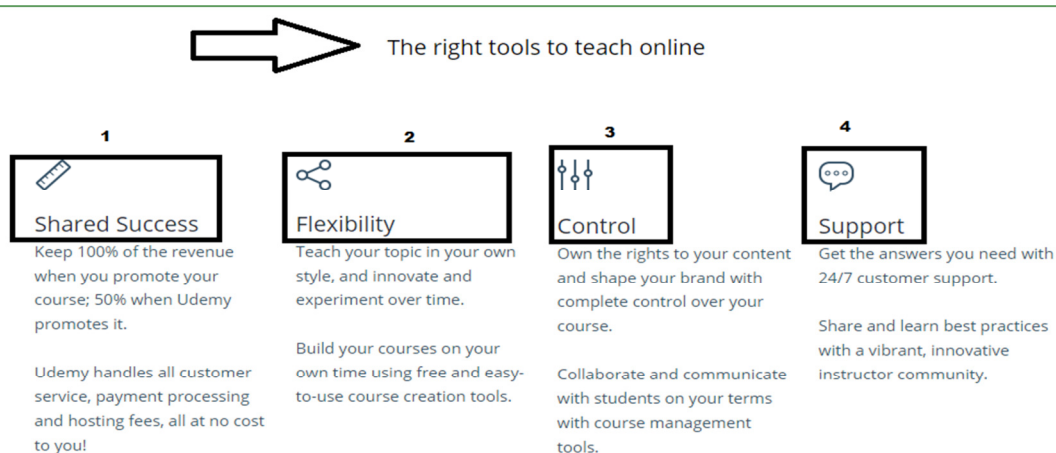 The right tools to teach online
1
Shared Success
Keep 100% of the revenue
when you promote your
course; 50% when Udemy
promotes it.
Udemy handles all customer
service, payment processing
and hosting fees, all at no cost
to you!
2
Flexibility
Teach your topic in your own
style, and innovate and
experiment over time.
Build your courses on your
own time using free and easy-
to-use course creation tools.
3
Control
Own the rights to your content
and shape your brand with
complete control over your
course.
Collaborate and communicate
with students on your terms
with course management
tools.
4
Support
Get the answers you need with
24/7 customer support.
Share and learn best practices
with a vibrant, innovative
instructor community.